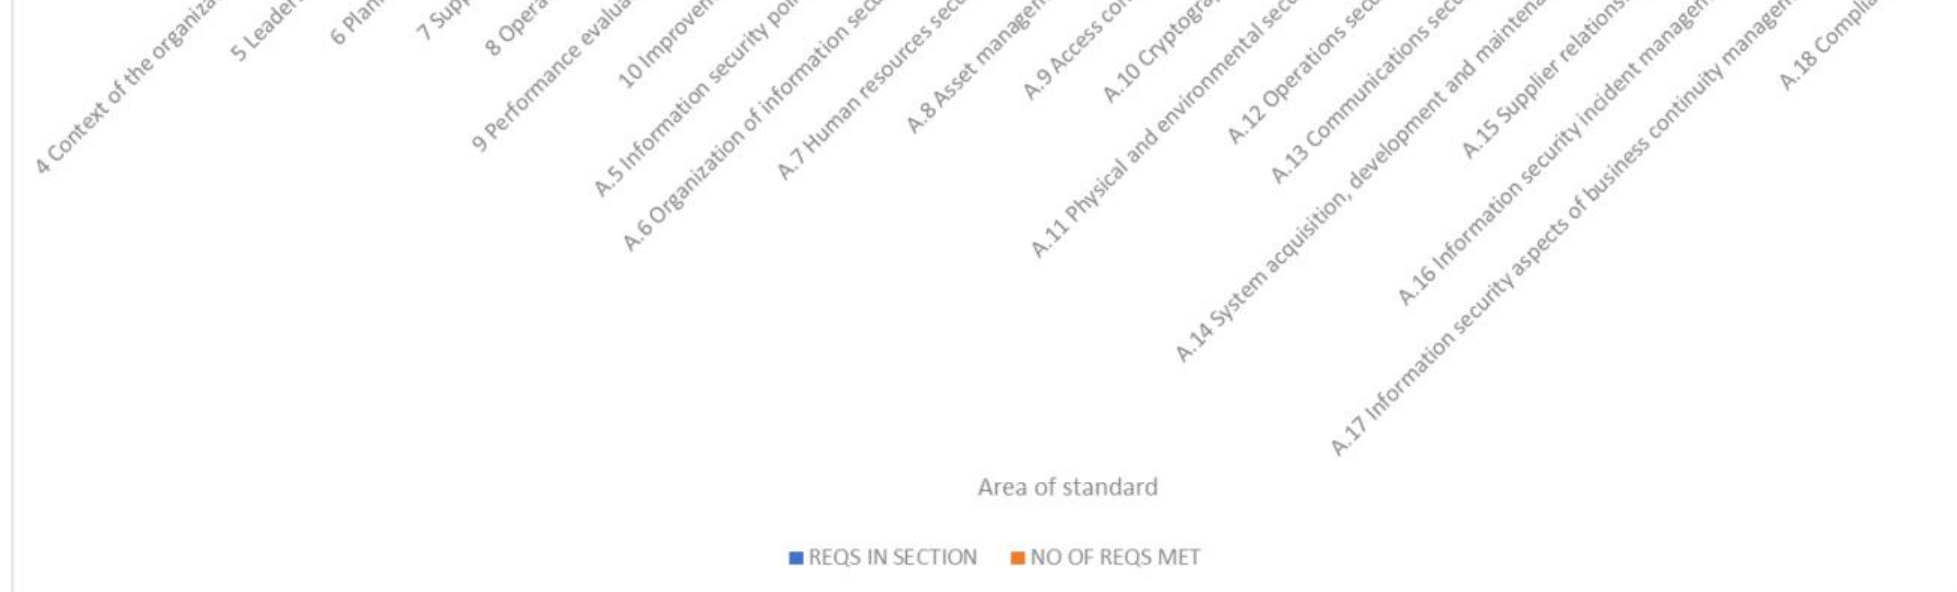 4 Context of the organiza
5 Leader
6 Plan
7 Supp
8 Opera
9 Performance evalua
10 Improvem
A.5 Information security poli
A.6 Organization of information secu
A.7 Human resources secu
A.8 Asset managem
A.9 Access con
A.10 Cryptogra
A.11 Physical and environmental secu
A.12 Operations secu
A.13 Communications secu
A.14 System acquisition, development and maintena
A.15 Supplier relations
A.16 Information security incident managem
A.17 Information security aspects of business continuity managem
A.18 Complia
Area of standard
REQS IN SECTION
NO OF REQS MET